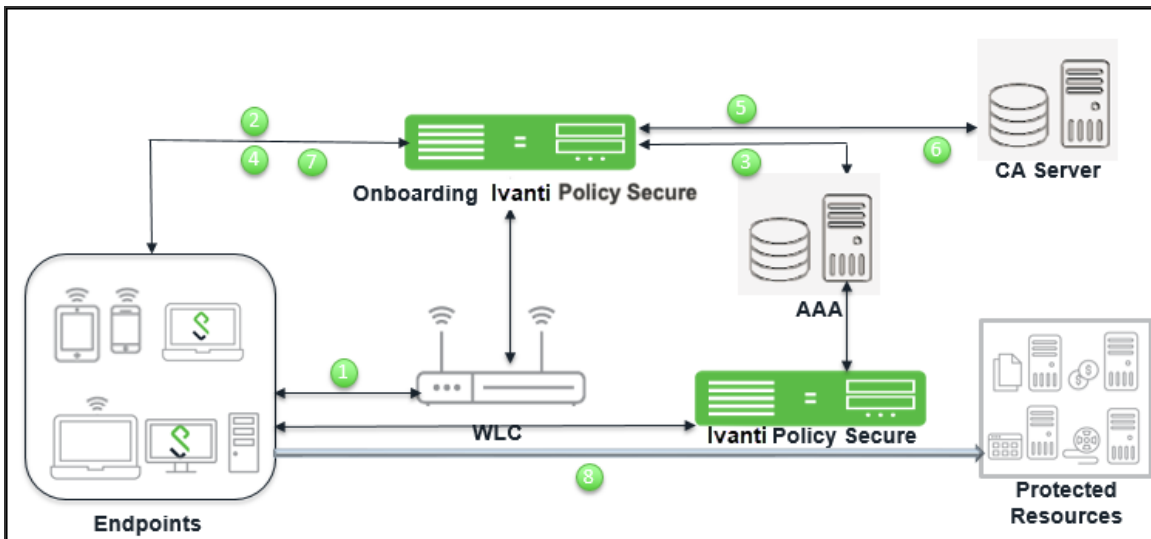 2
5
4
7
3
6
CA Server
Onboarding Ivanti Policy Secure
AAA
1
WLC
Ivanti Policy Secure
8
Endpoints
Protected
Resources